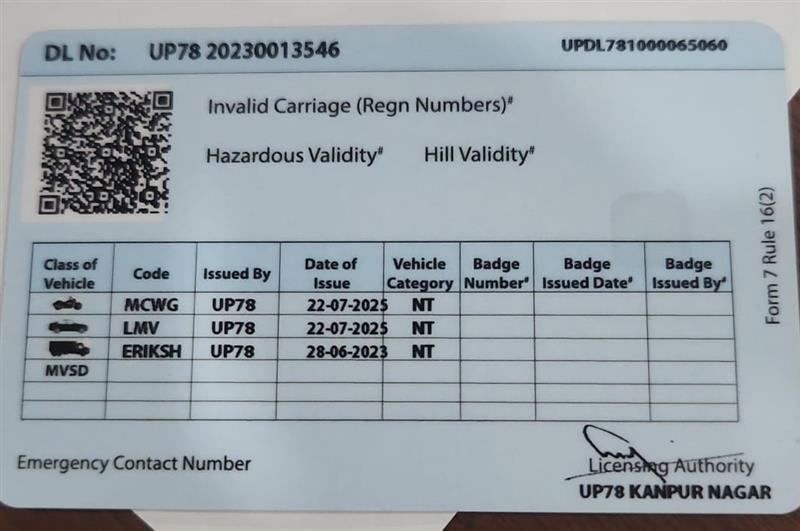 DL No: UP78 20230013546 UPDL781000065060
Invalid Carriage (Regn Numbers)#
Hazardous Validity# Hill Validity#
Form 7 Rule 16(2)
Class of Vehicle Code Issued By Date of Issue Vehicle Category Badge Number# Badge Issued Date# Badge Issued By#
MCWG UP78 22-07-2025 NT
LMV UP78 22-07-2025 NT
ERIKSH UP78 28-06-2023 NT
MVSD
Emergency Contact Number
Licensing Authority
UP78 KANPUR NAGAR